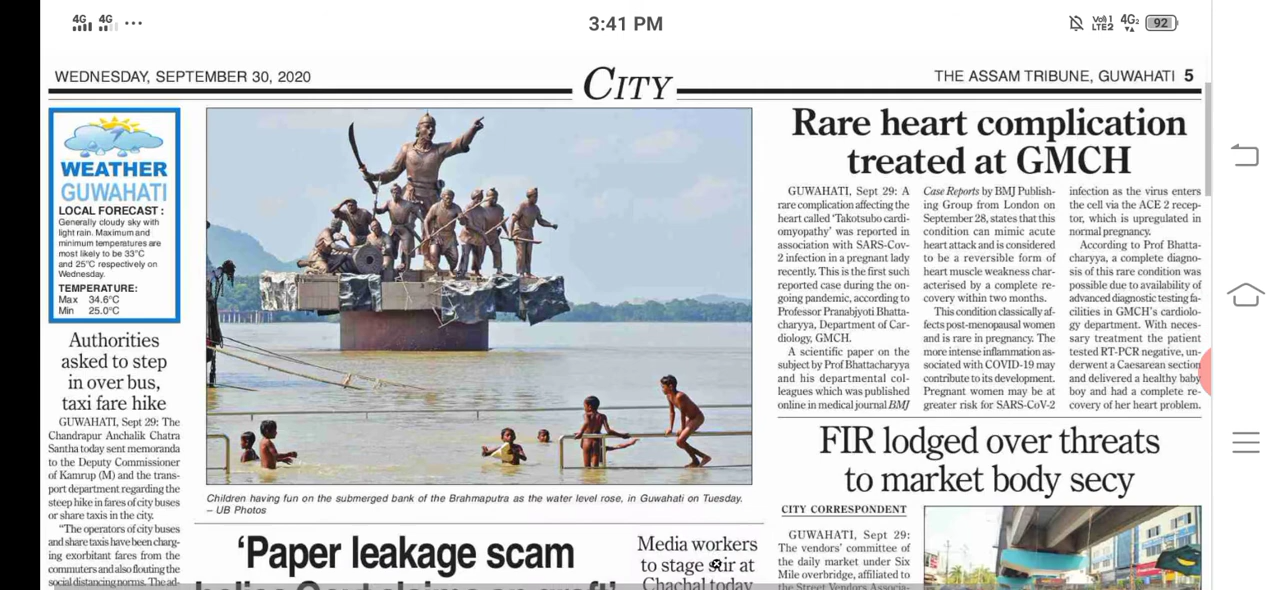 4G 4G ...
3:41 PM
Vo)) 1
LTE2
4G2
92
WEDNESDAY, SEPTEMBER 30, 2020
CITY
THE ASSAM TRIBUNE, GUWAHATI 5
WEATHER
GUWAHATI
LOCAL FORECAST :
Generally cloudy sky with
light rain. Maximum and
minimum temperatures are
most likely to be 33°C
and 25°C respectively on
Wednesday.
TEMPERATURE:
Max 34.6°C
Min 25.0°C
Authorities
asked to step
in over bus,
taxi fare hike
GUWAHATI, Sept 29: The
Chandrapur Anchalik Chatra
Santha today sent memoranda
to the Deputy Commissioner
of Kamrup (M) and the trans-
port department regarding the
steep hike in fares of city buses
or share taxis in the city.
"The operators of city buses
and share taxis have been charg-
ing exorbitant fares from the
commuters and also flouting the
social distancing norms. The ad-
Children having fun on the submerged bank of the Brahmaputra as the water level rose, in Guwahati on Tuesday.
– UB Photos
'Paper leakage scam
Media workers
to stage stir at
Chachal today
Rare heart complication
treated at GMCH
GUWAHATI, Sept 29: A
rare complication affecting the
heart called 'Takotsubo cardi-
omyopathy' was reported in
association with SARS-Cov-
2 infection in a pregnant lady
recently. This is the first such
reported case during the on-
going pandemic, according to
Professor Pranabjyoti Bhatta-
charyya, Department of Car-
diology, GMCH.
A scientific paper on the
subject by Prof Bhattacharyya
and his departmental col-
leagues which was published
online in medical journal BMJ
Case Reports by BMJ Publish-
ing Group from London on
September 28, states that this
condition can mimic acute
heart attack and is considered
to be a reversible form of
heart muscle weakness char-
acterised by a complete re-
covery within two months.
This condition classically af-
fects post-menopausal women
and is rare in pregnancy. The
more intense inflammation as-
sociated with COVID-19 may
contribute to its development.
Pregnant women may be at
greater risk for SARS-CoV-2
infection as the virus enters
the cell via the ACE 2 recep-
tor, which is upregulated in
normal pregnancy.
According to Prof Bhatta-
charyya, a complete diagno-
sis of this rare condition was
possible due to availability of
advanced diagnostic testing fa-
cilities in GMCH's cardiolo-
gy department. With neces-
sary treatment the patient
tested RT-PCR negative, un-
derwent a Caesarean section
and delivered a healthy baby
boy and had a complete re-
covery of her heart problem.
FIR lodged over threats
to market body secy
CITY CORRESPONDENT
GUWAHATI, Sept 29:
The vendors' committee of
the daily market under Six
Mile overbridge, affiliated to
the Street Vendors Associa-